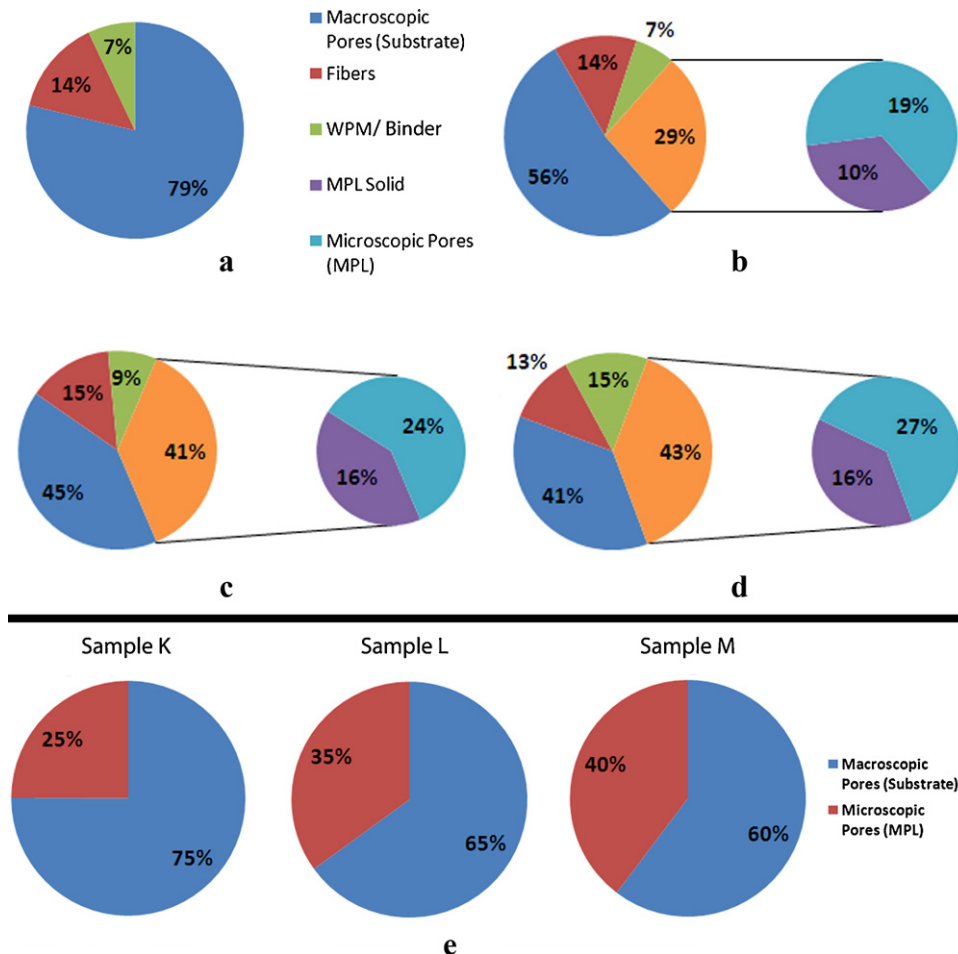 Macroscopic
Pores (Substrate)
Fibers
WPM/ Binder
MPL Solid
Microscopic Pores
(MPL)
7%
14%
79%
a
7%
14%
29%
56%
19%
10%
b
9%
15%
41%
45%
24%
16%
c
13%
15%
43%
41%
27%
16%
d
Sample K
Sample L
Sample M
25%
75%
35%
65%
40%
60%
Macroscopic
Pores (Substrate)
Microscopic
Pores (MPL)
e